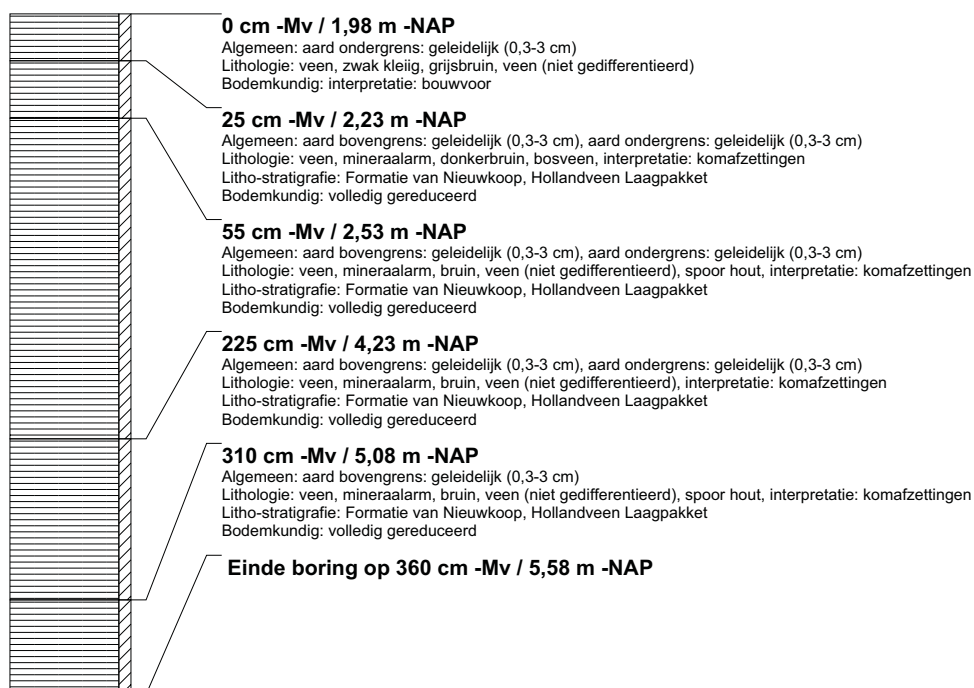 0 cm -Mv / 1,98 m -NAP
Algemeen: aard ondergrens: geleidelijk (0,3-3 cm)
Lithologie: veen, zwak kleiig, grijsbruin, veen (niet gedifferentieerd)
Bodemkundig: interpretatie: bouwvoor
25 cm -Mv / 2,23 m -NAP
Algemeen: aard bovengrens: geleidelijk (0,3-3 cm), aard ondergrens: geleidelijk (0,3-3 cm)
Lithologie: veen, mineraalarm, donkerbruin, bosveen, interpretatie: komafzettingen
Litho-stratigrafie: Formatie van Nieuwkoop, Hollandveen Laagpakket
Bodemkundig: volledig gereduceerd
55 cm -Mv / 2,53 m -NAP
Algemeen: aard bovengrens: geleidelijk (0,3-3 cm), aard ondergrens: geleidelijk (0,3-3 cm)
Lithologie: veen, mineraalarm, bruin, veen (niet gedifferentieerd), spoor hout, interpretatie: komafzettingen
Litho-stratigrafie: Formatie van Nieuwkoop, Hollandveen Laagpakket
Bodemkundig: volledig gereduceerd
225 cm -Mv / 4,23 m -NAP
Algemeen: aard bovengrens: geleidelijk (0,3-3 cm), aard ondergrens: geleidelijk (0,3-3 cm)
Lithologie: veen, mineraalarm, bruin, veen (niet gedifferentieerd), interpretatie: komafzettingen
Litho-stratigrafie: Formatie van Nieuwkoop, Hollandveen Laagpakket
Bodemkundig: volledig gereduceerd
310 cm -Mv / 5,08 m -NAP
Algemeen: aard bovengrens: geleidelijk (0,3-3 cm)
Lithologie: veen, mineraalarm, bruin, veen (niet gedifferentieerd), spoor hout, interpretatie: komafzettingen
Litho-stratigrafie: Formatie van Nieuwkoop, Hollandveen Laagpakket
Bodemkundig: volledig gereduceerd
Einde boring op 360 cm -Mv / 5,58 m -NAP